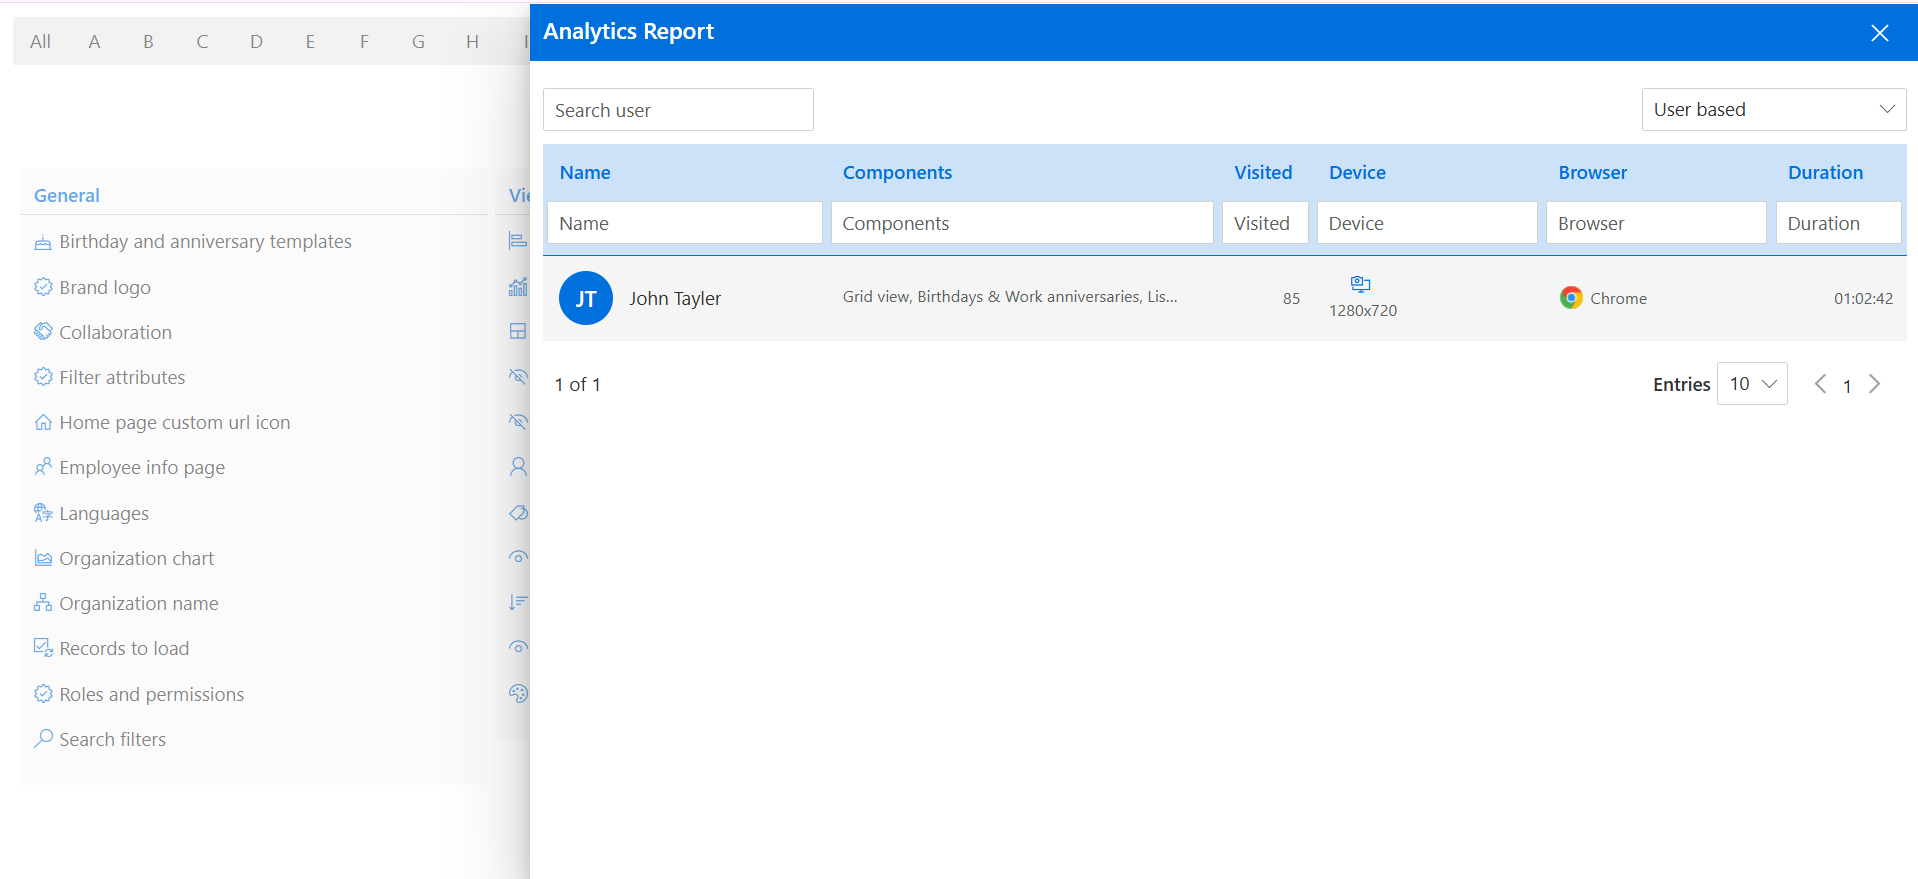 All A B C D E F G H I
General
Vie
Birthday and anniversary templates
Brand logo
Collaboration
Filter attributes
Home page custom url icon
Employee info page
Languages
Organization chart
Organization name
Records to load
Roles and permissions
Search filters
Analytics Report
Search user
User based
Name Components Visited Device Browser Duration
Name Components Visited Device Browser Duration
JT John Tayler Grid view, Birthdays & Work anniversaries, Lis... 85 1280x720 Chrome 01:02:42
1 of 1
Entries 10 1